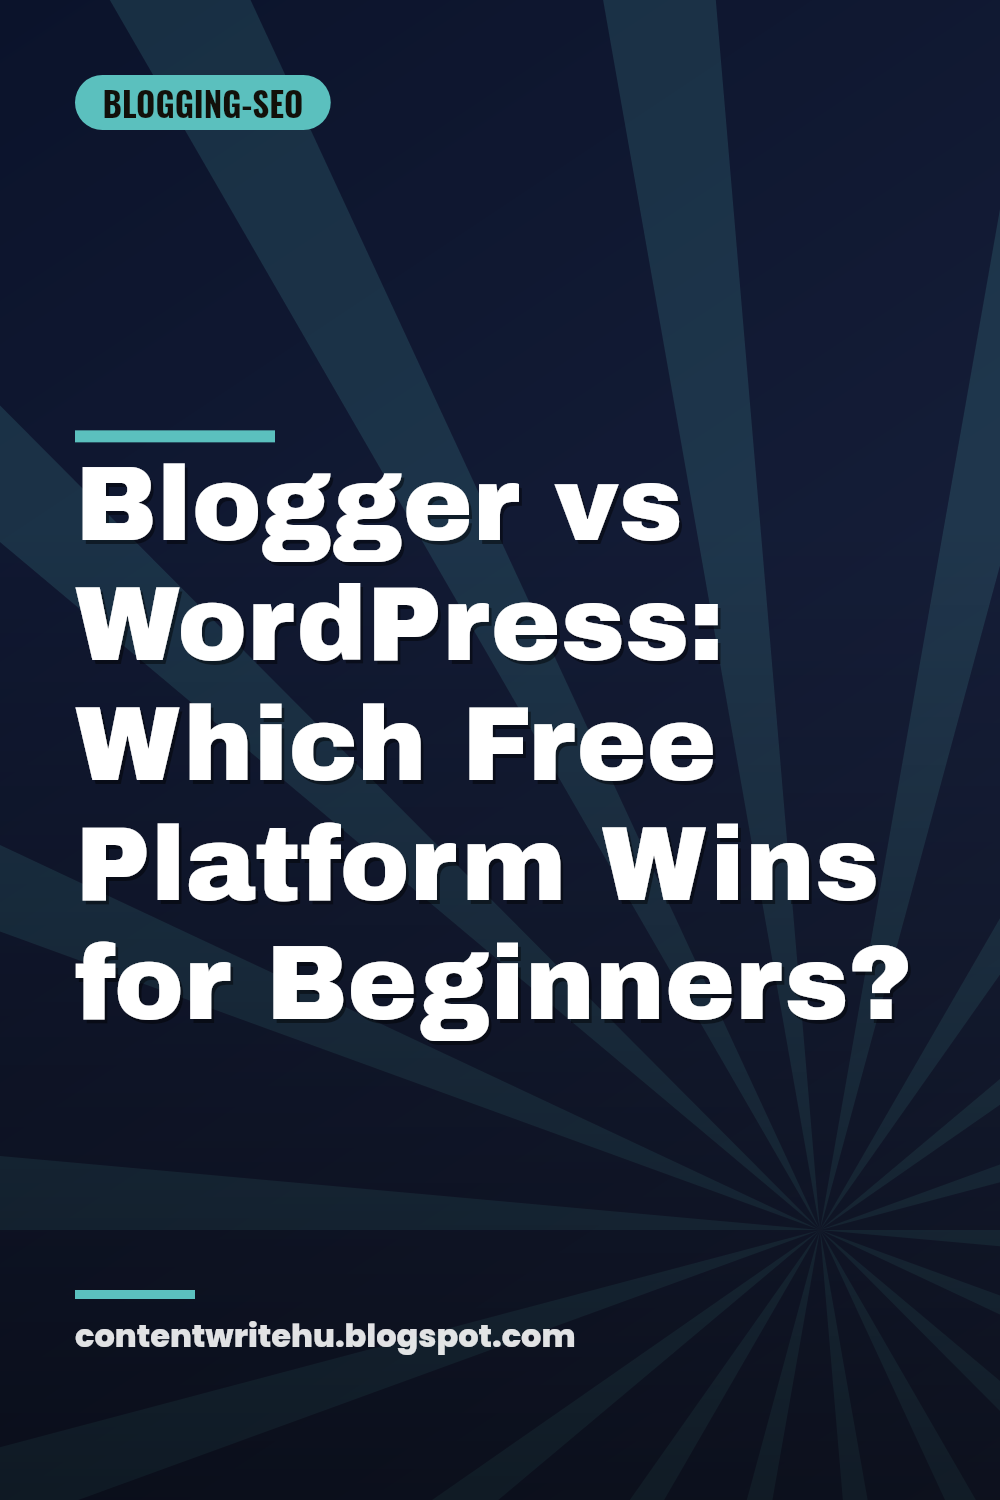 BLOGGING-SEO
Blogger vs
WordPress:
Which Free
Platform Wins
for Beginners?
contentwritehu.blogspot.com